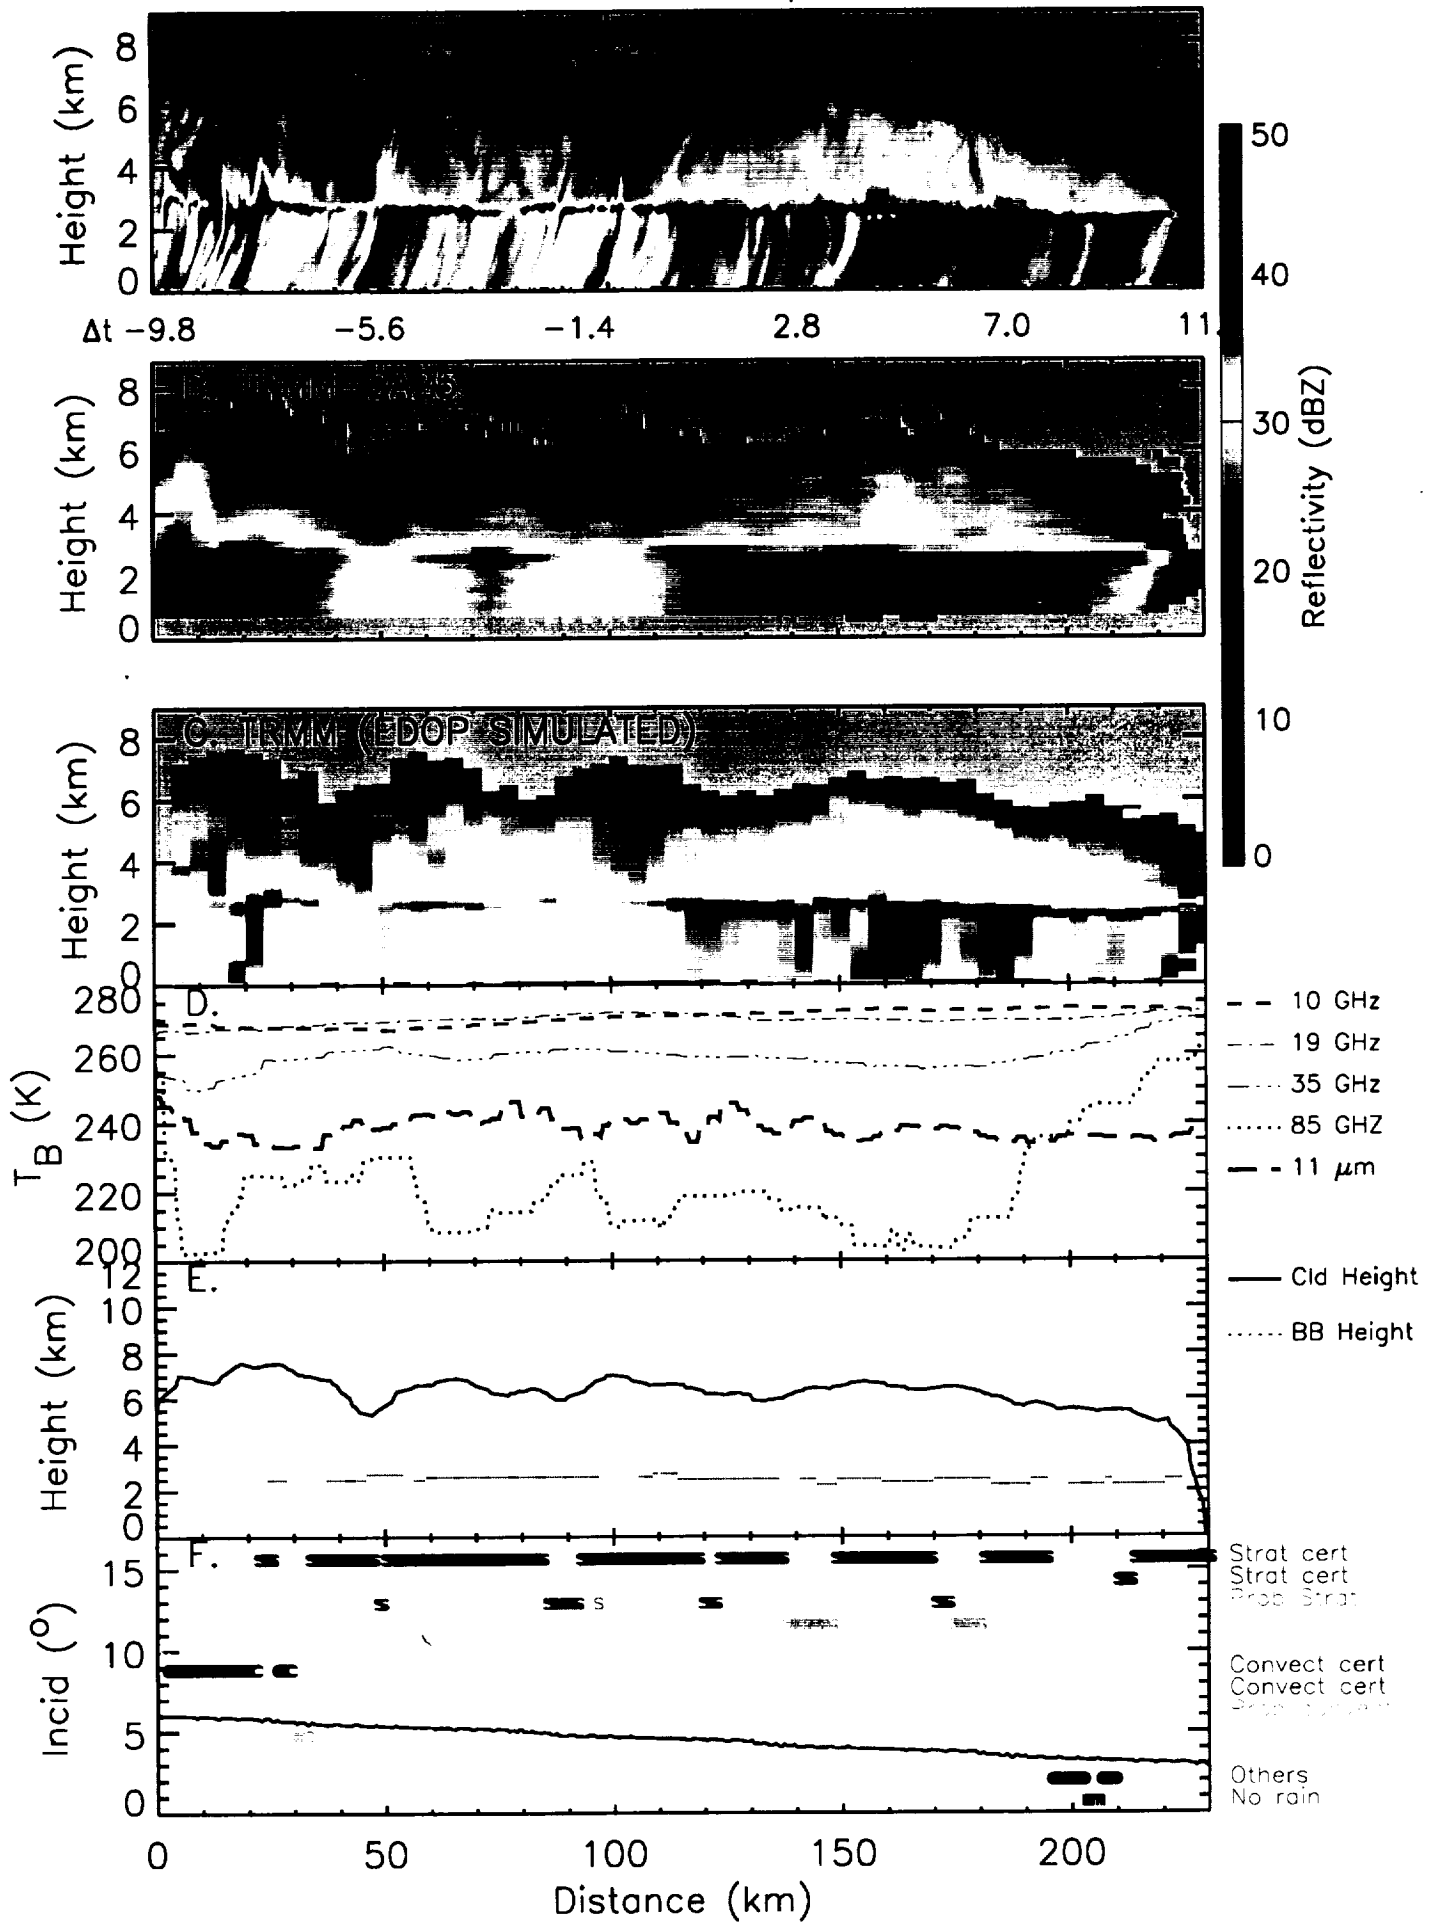 8
6
4
2
0
Height (km)
Δt −9.8 −5.6 −1.4 2.8 7.0 11.
8
6
4
2
0
Height (km)
50
40
30
20
10
0
Reflectivity (dBZ)
C. TRMM (EDOP SIMULATED)
8
6
4
2
0
Height (km)
D.
280
260
240
220
200
T_B (K)
10 GHz
19 GHz
35 GHz
85 GHZ
11 μm
E.
12
10
8
6
4
2
0
Height (km)
Cld Height
BB Height
F.
15
10
5
0
Incid (°)
s
Strat cert
Strat cert
Prob Strat
Convect cert
Convect cert
Others
No rain
0 50 100 150 200
Distance (km)